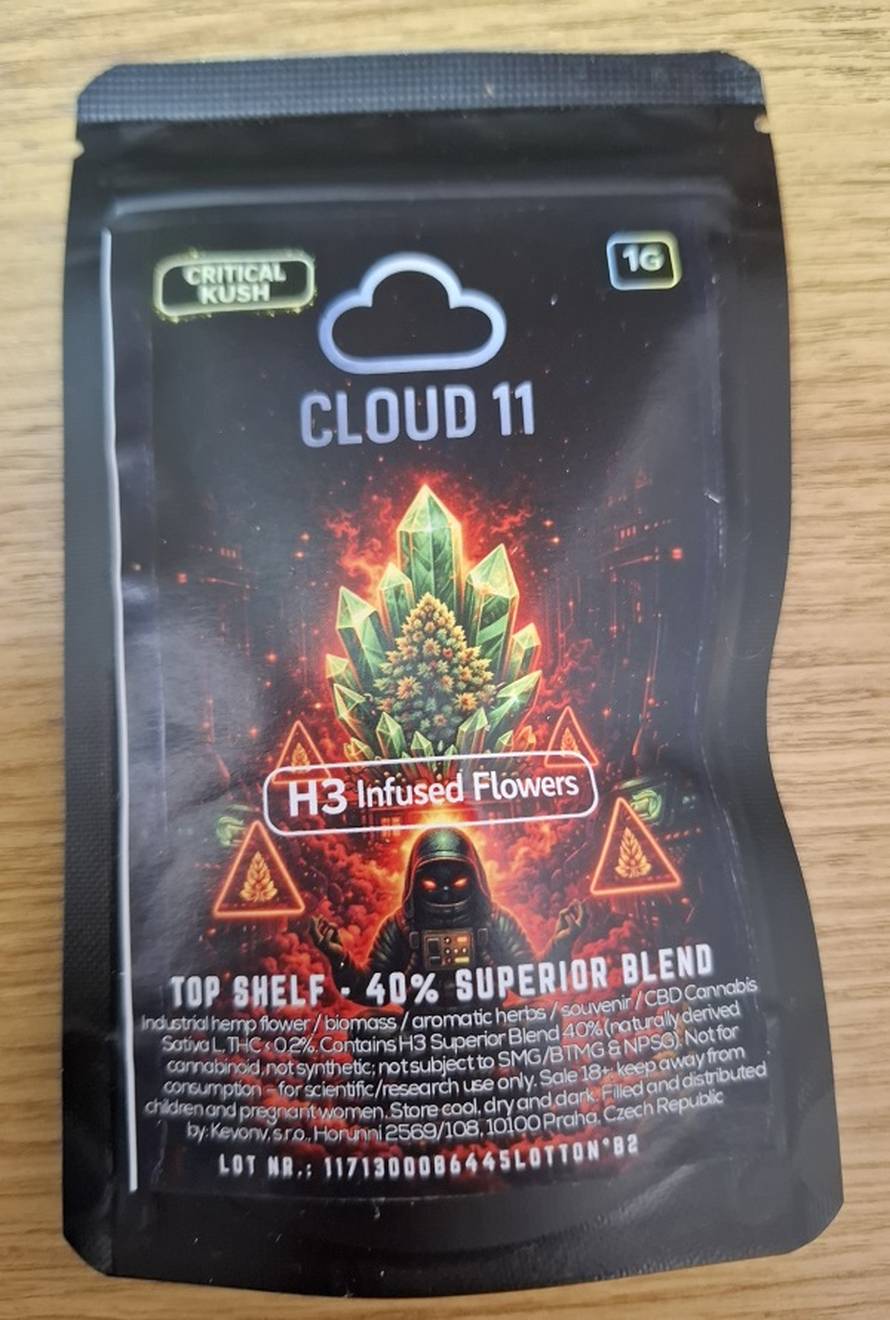 CRITICAL
KUSH
1G
CLOUD 11
H3 Infused Flowers
TOP SHELF - 40% SUPERIOR BLEND
Industrial hemp flower / biomass / aromatic herbs / souvenir / CBD Cannabis
Sativa L. THC < 0.2%. Contains H3 Superior Blend 40% (naturally derived
cannabinoid, not synthetic; not subject to SMG/BTMG & NPSG). Not for
consumption - for scientific/research use only. Sale 18+; keep away from
children and pregnant women. Store cool, dry and dark. Filled and distributed
by: Kevony, s.r.o., Horunni 2569/108, 10100 Praha, Czech Republic
LOT NR.: